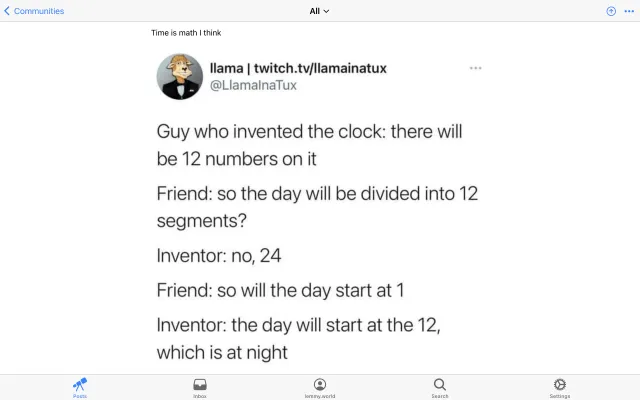 Communities
All
Time is math I think
llama | twitch.tv/llamainatux
@LlamaInaTux
Guy who invented the clock: there will
be 12 numbers on it
Friend: so the day will be divided into 12
segments?
Inventor: no, 24
Friend: so will the day start at 1
Inventor: the day will start at the 12,
which is at night
Posts
Inbox
lemmy.world
Search
Settings